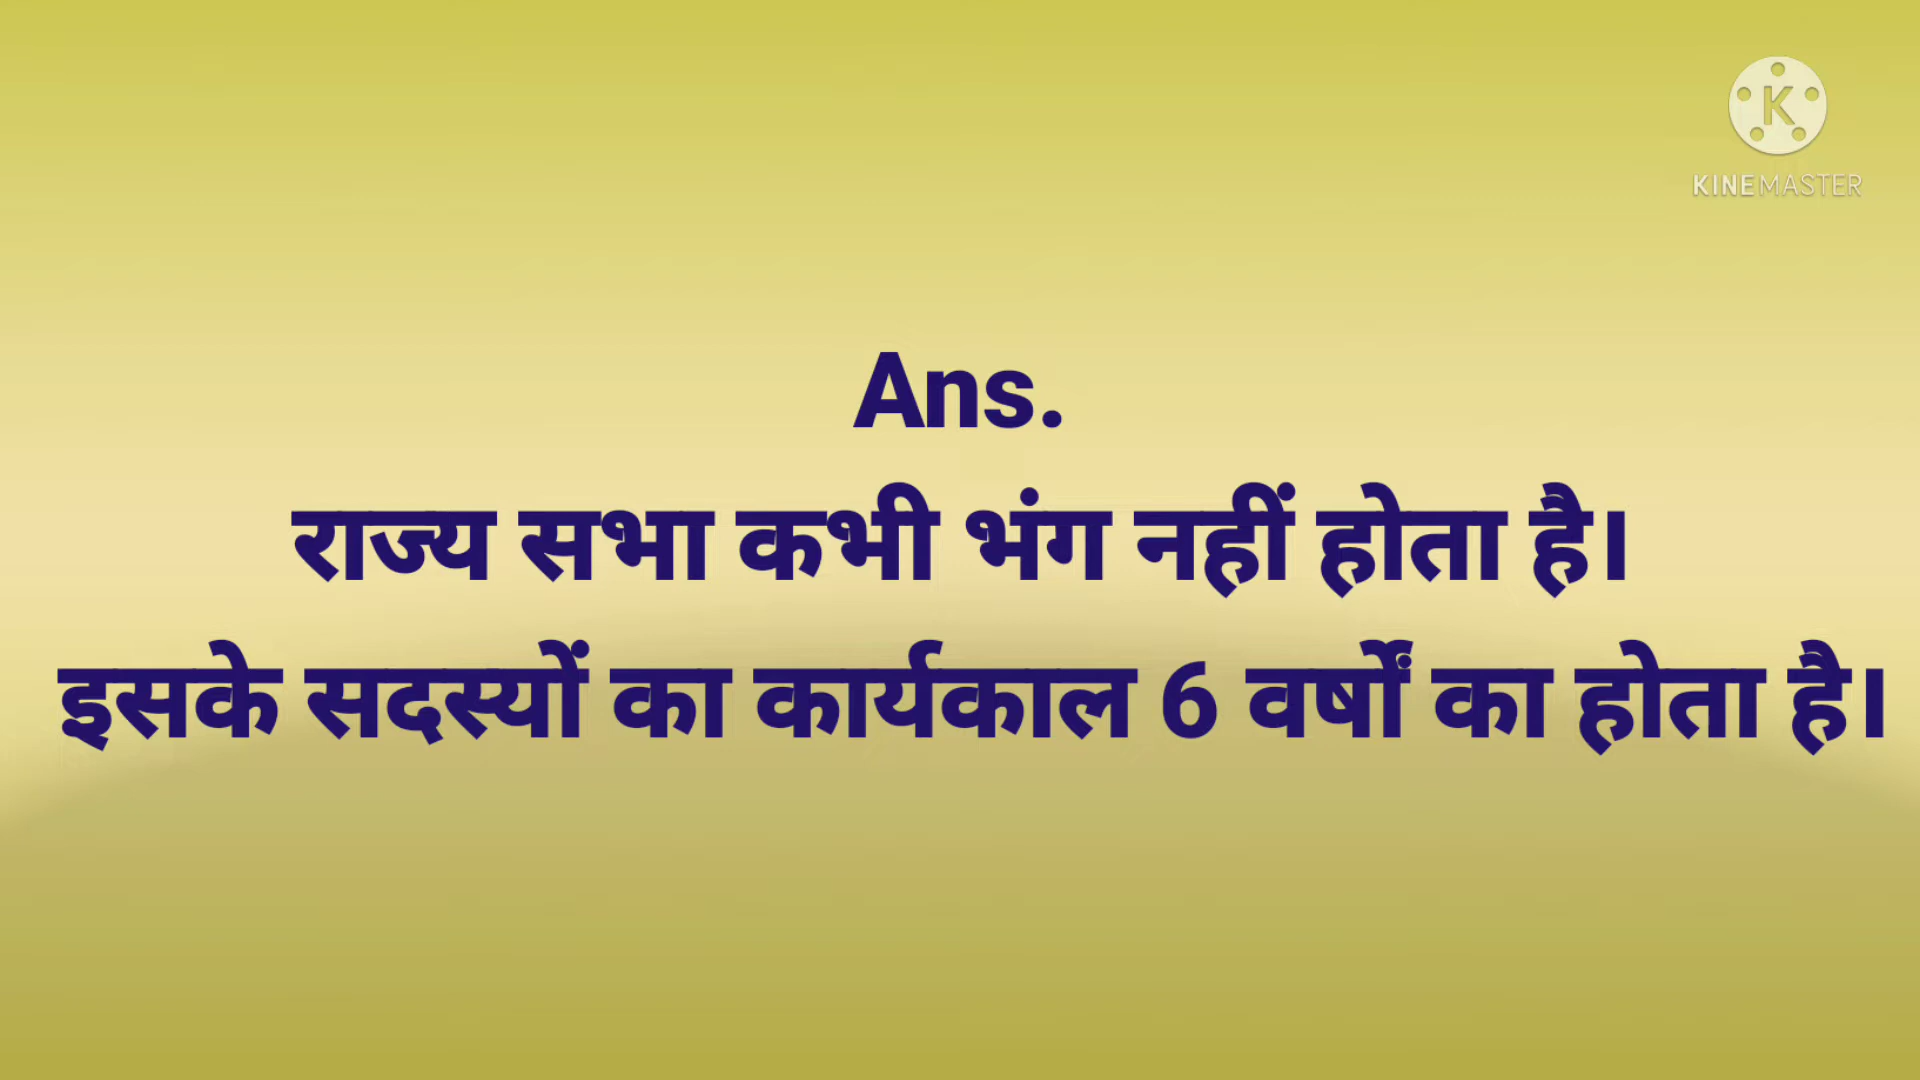 K
KINEMASTER
Ans.
राज्य सभा कभी भंग नहीं होता है।
इसके सदस्यों का कार्यकाल 6 वर्षों का होता है।